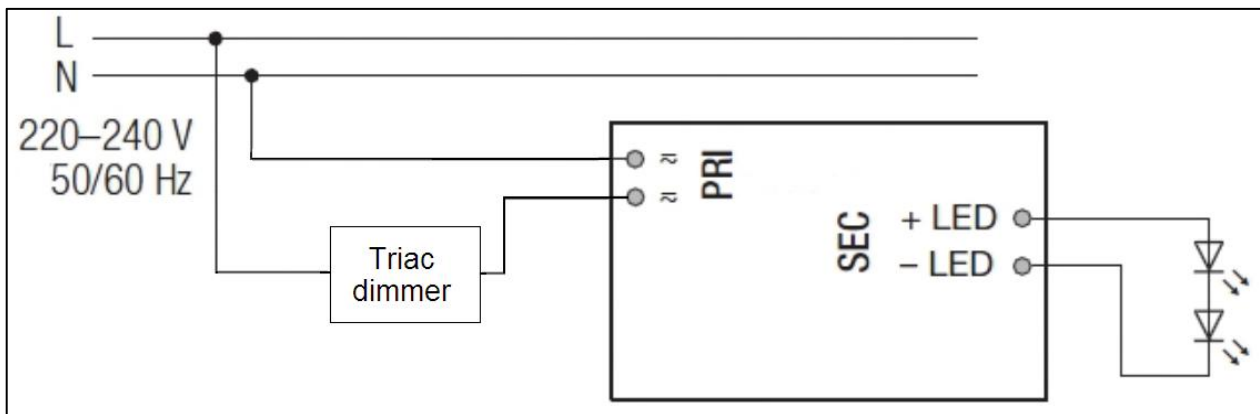 L
N
220–240 V
50/60 Hz
Triac
dimmer
≈
≈
PRI
SEC
+ LED
– LED